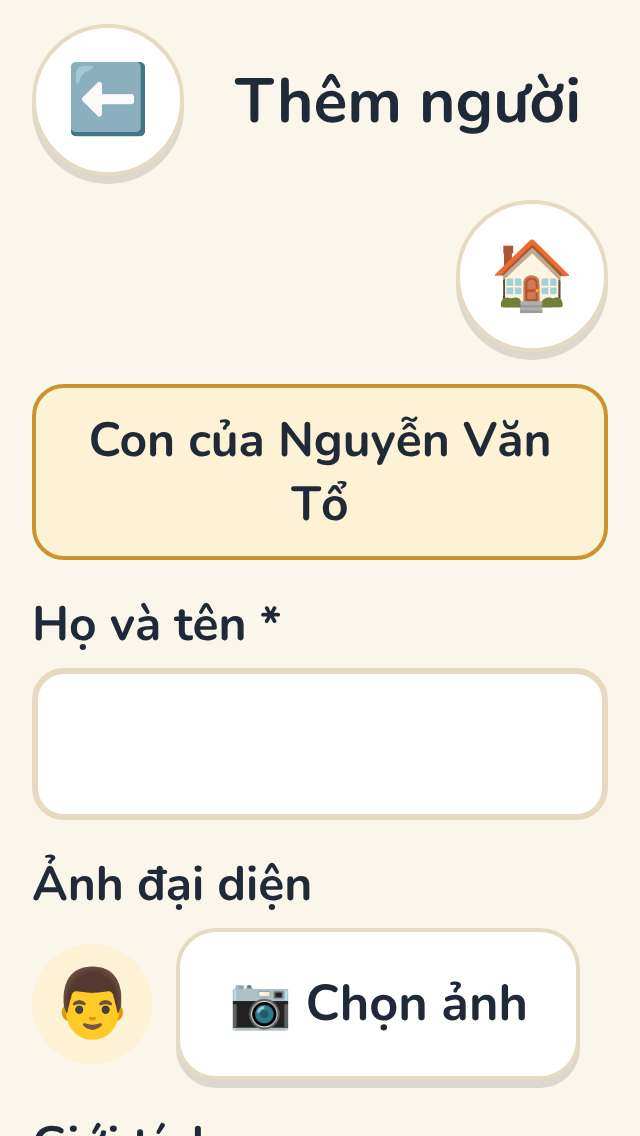 Thêm người
Con của Nguyễn Văn
Tổ
Họ và tên *
Ảnh đại diện
Chọn ảnh